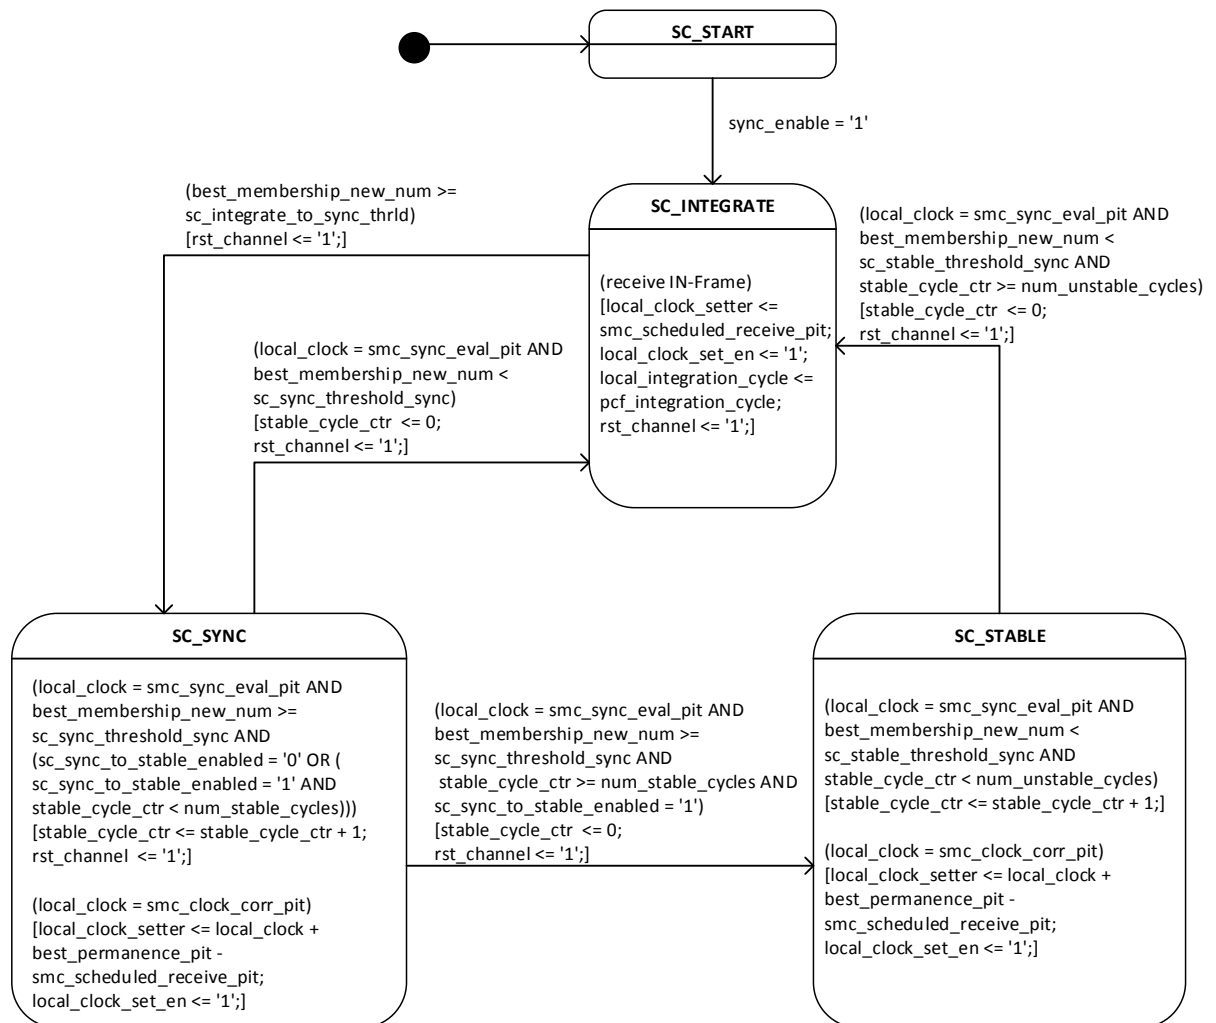 SC_START
sync_enable = '1'
(best_membership_new_num >=
sc_integrate_to_sync_thrld)
[rst_channel <= '1';]
SC_INTEGRATE
(receive IN-Frame)
[local_clock_setter <=
smc_scheduled_receive_pit;
local_clock_set_en <= '1';
local_integration_cycle <=
pcf_integration_cycle;
rst_channel <= '1';]
(local_clock = smc_sync_eval_pit AND
best_membership_new_num <
sc_stable_threshold_sync AND
stable_cycle_ctr >= num_unstable_cycles)
[stable_cycle_ctr  <= 0;
rst_channel <= '1';]
(local_clock = smc_sync_eval_pit AND
best_membership_new_num <
sc_sync_threshold_sync)
[stable_cycle_ctr  <= 0;
rst_channel <= '1';]
SC_SYNC
(local_clock = smc_sync_eval_pit AND
best_membership_new_num >=
sc_sync_threshold_sync AND
(sc_sync_to_stable_enabled = '0' OR (
sc_sync_to_stable_enabled = '1' AND
stable_cycle_ctr < num_stable_cycles)))
[stable_cycle_ctr <= stable_cycle_ctr + 1;
rst_channel  <= '1';]
(local_clock = smc_clock_corr_pit)
[local_clock_setter <= local_clock +
best_permanence_pit -
smc_scheduled_receive_pit;
local_clock_set_en <= '1';]
(local_clock = smc_sync_eval_pit AND
best_membership_new_num >=
sc_sync_threshold_sync AND
stable_cycle_ctr >= num_stable_cycles AND
sc_sync_to_stable_enabled = '1')
[stable_cycle_ctr  <= 0;
rst_channel <= '1';]
SC_STABLE
(local_clock = smc_sync_eval_pit AND
best_membership_new_num <
sc_stable_threshold_sync AND
stable_cycle_ctr < num_unstable_cycles)
[stable_cycle_ctr <= stable_cycle_ctr + 1;]
(local_clock = smc_clock_corr_pit)
[local_clock_setter <= local_clock +
best_permanence_pit -
smc_scheduled_receive_pit;
local_clock_set_en <= '1';]